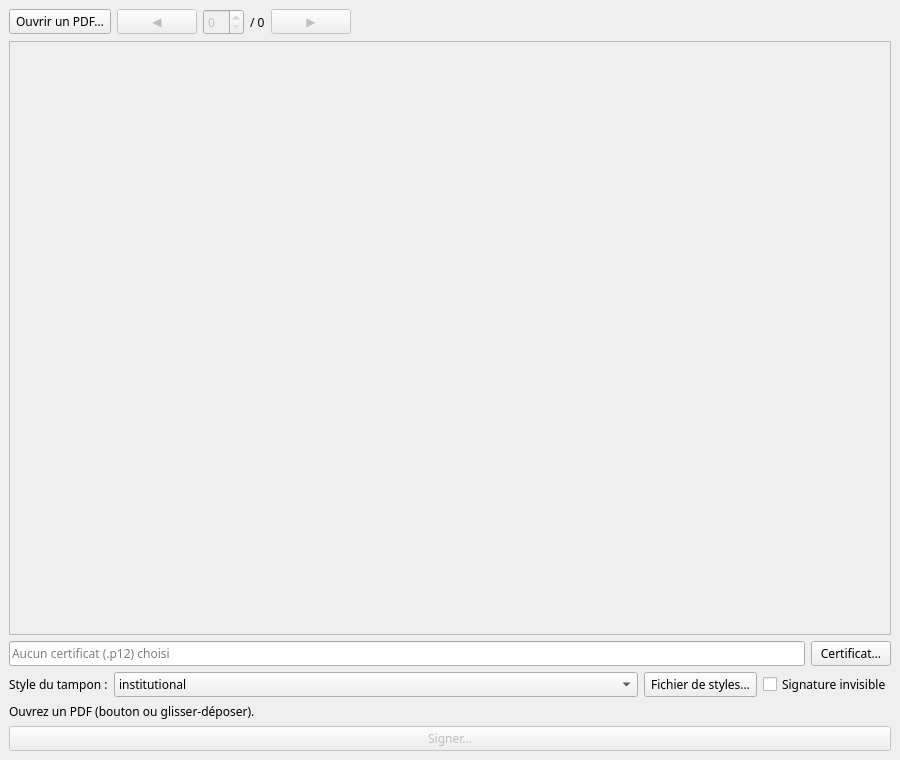 Ouvrir un PDF... ◀ 0 / 0 ▶
Aucun certificat (.p12) choisi Certificat...
Style du tampon : institutional Fichier de styles... Signature invisible
Ouvrez un PDF (bouton ou glisser-déposer).
Signer...